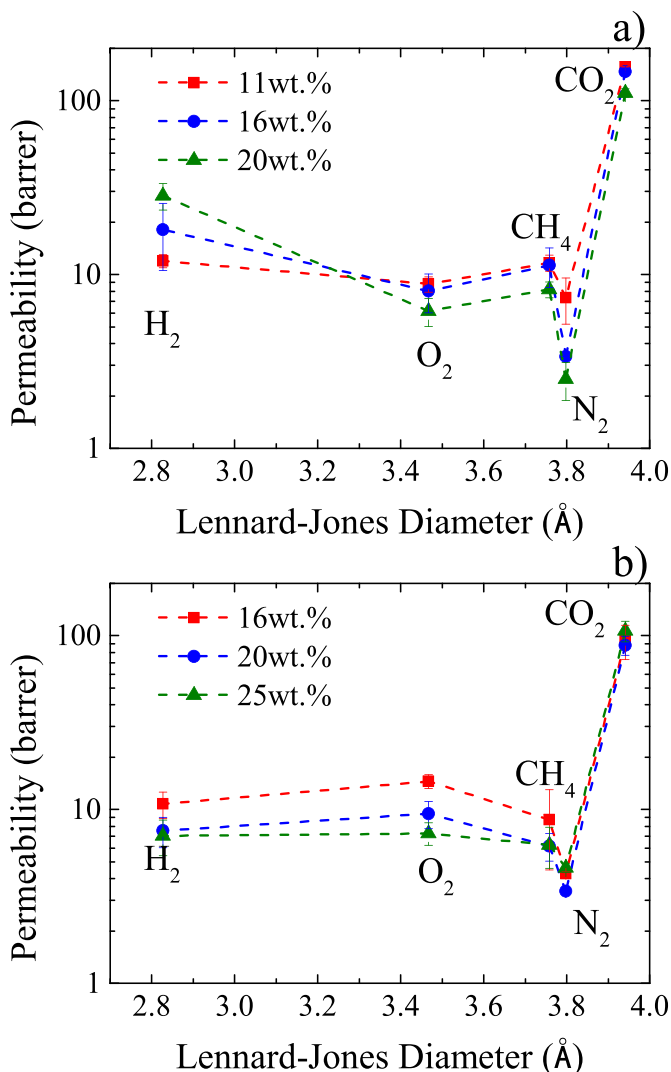 a)
11wt.%
16wt.%
20wt.%
CO₂
CH₄
H₂
O₂
N₂
Permeability (barrer)
100
10
1
2.8 3.0 3.2 3.4 3.6 3.8 4.0
Lennard-Jones Diameter (Å)
b)
16wt.%
20wt.%
25wt.%
CO₂
CH₄
H₂
O₂
N₂
Permeability (barrer)
100
10
1
2.8 3.0 3.2 3.4 3.6 3.8 4.0
Lennard-Jones Diameter (Å)